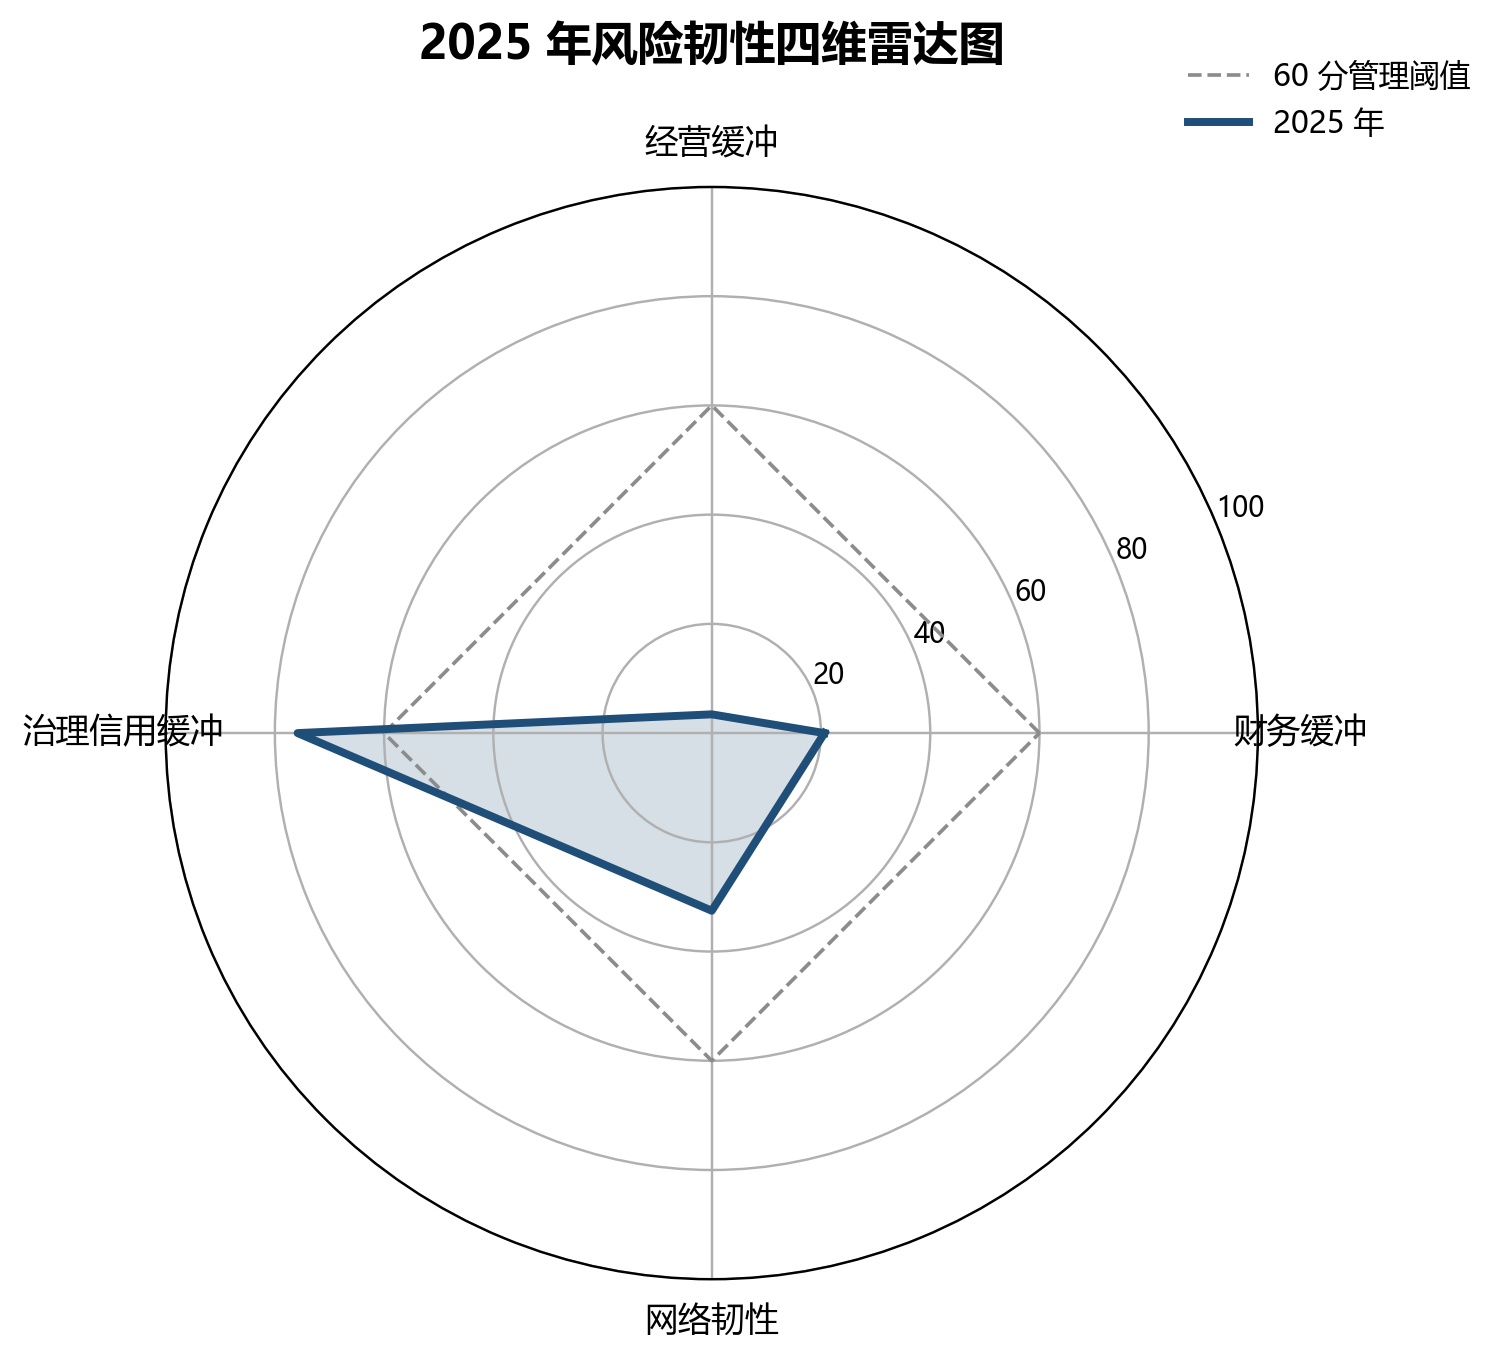 2025 年风险韧性四维雷达图
60 分管理阈值
2025 年
经营缓冲
100
80
60
40
20
治理信用缓冲
财务缓冲
网络韧性